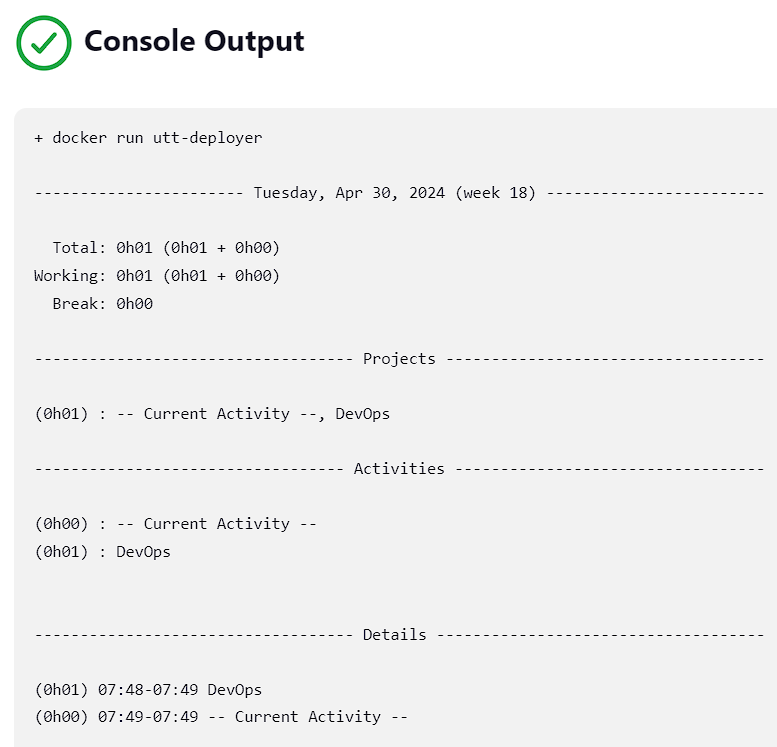 Console Output
+ docker run utt-deployer
----------------------- Tuesday, Apr 30, 2024 (week 18) ------------------------
  Total: 0h01 (0h01 + 0h00)
Working: 0h01 (0h01 + 0h00)
  Break: 0h00
----------------------------------- Projects -----------------------------------
(0h01) : -- Current Activity --, DevOps
---------------------------------- Activities ----------------------------------
(0h00) : -- Current Activity --
(0h01) : DevOps
----------------------------------- Details ------------------------------------
(0h01) 07:48-07:49 DevOps
(0h00) 07:49-07:49 -- Current Activity --